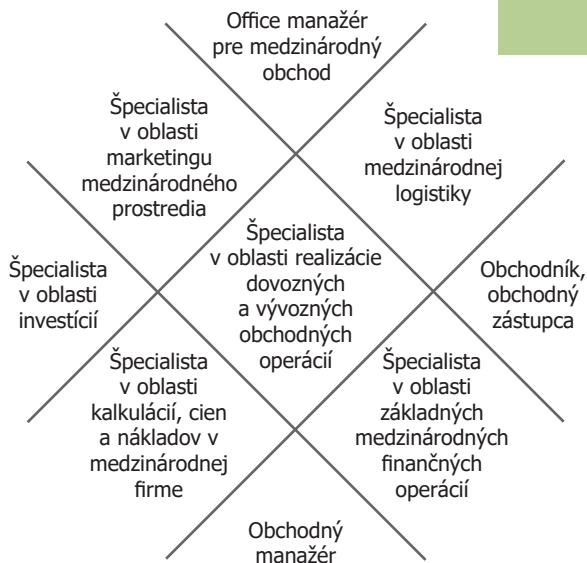 Office manažér
pre medzinárodný
obchod
Špecialista
v oblasti
marketingu
medzinárodného
prostredia
Špecialista
v oblasti
medzinárodnej
logistiky
Špecialista
v oblasti
investícií
Špecialista
v oblasti realizácie
dovozných
a vývozných
obchodných
operácií
Obchodník,
obchodný
zástupca
Špecialista
v oblasti
kalkulácií, cien
a nákladov v
medzinárodnej
firme
Špecialista
v oblasti
základných
medzinárodných
finančných
operácií
Obchodný
manažér